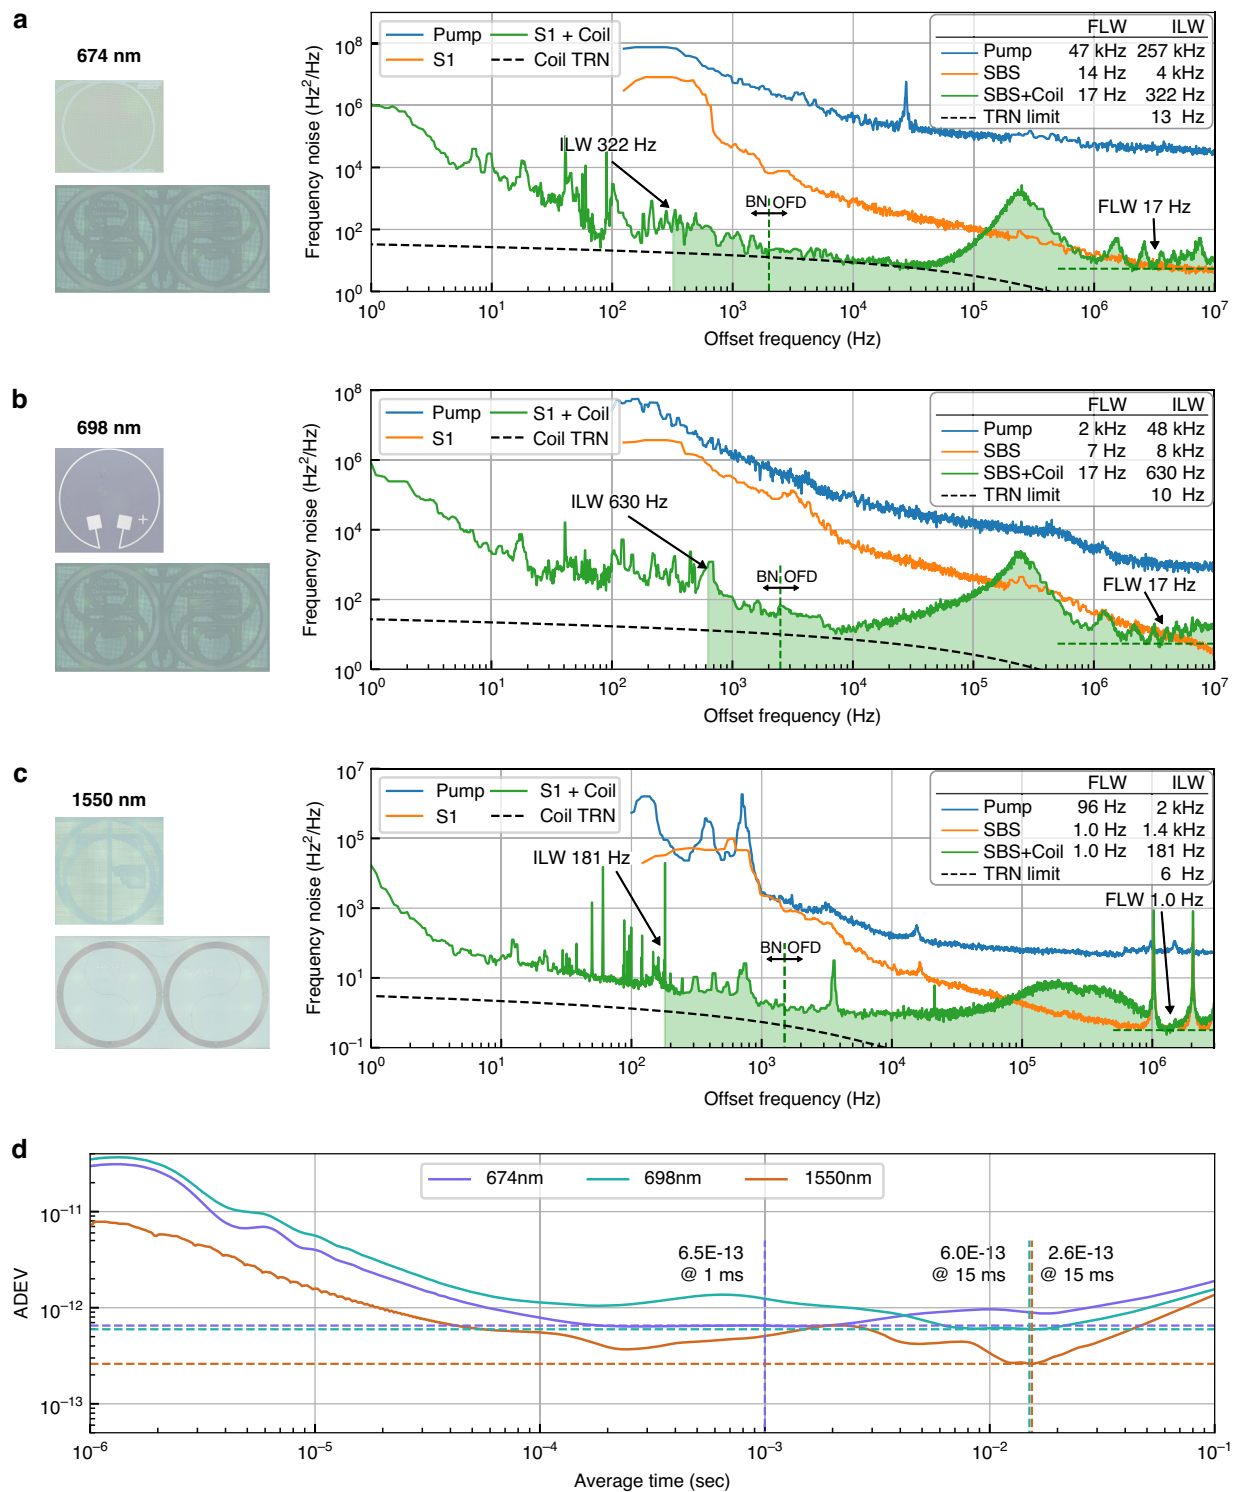 a
674 nm
Frequency noise (Hz²/Hz)
10⁸
10⁶
10⁴
10²
10⁰
Pump
S1 + Coil
S1
Coil TRN
FLW ILW
Pump 47 kHz 257 kHz
SBS 14 Hz 4 kHz
SBS+Coil 17 Hz 322 Hz
TRN limit 13 Hz
ILW 322 Hz
BN OFD
FLW 17 Hz
10⁰ 10¹ 10² 10³ 10⁴ 10⁵ 10⁶ 10⁷
Offset frequency (Hz)
b
698 nm
Frequency noise (Hz²/Hz)
10⁸
10⁶
10⁴
10²
10⁰
Pump
S1 + Coil
S1
Coil TRN
FLW ILW
Pump 2 kHz 48 kHz
SBS 7 Hz 8 kHz
SBS+Coil 17 Hz 630 Hz
TRN limit 10 Hz
ILW 630 Hz
BN OFD
FLW 17 Hz
10⁰ 10¹ 10² 10³ 10⁴ 10⁵ 10⁶ 10⁷
Offset frequency (Hz)
c
1550 nm
Frequency noise (Hz²/Hz)
10⁷
10⁵
10³
10¹
10⁻¹
Pump
S1 + Coil
S1
Coil TRN
FLW ILW
Pump 96 Hz 2 kHz
SBS 1.0 Hz 1.4 kHz
SBS+Coil 1.0 Hz 181 Hz
TRN limit 6 Hz
ILW 181 Hz
BN OFD
FLW 1.0 Hz
10⁰ 10¹ 10² 10³ 10⁴ 10⁵ 10⁶
Offset frequency (Hz)
d
ADEV
10⁻¹¹
10⁻¹²
10⁻¹³
674nm 698nm 1550nm
6.5E-13
@ 1 ms
6.0E-13
@ 15 ms
2.6E-13
@ 15 ms
10⁻⁶ 10⁻⁵ 10⁻⁴ 10⁻³ 10⁻² 10⁻¹
Average time (sec)